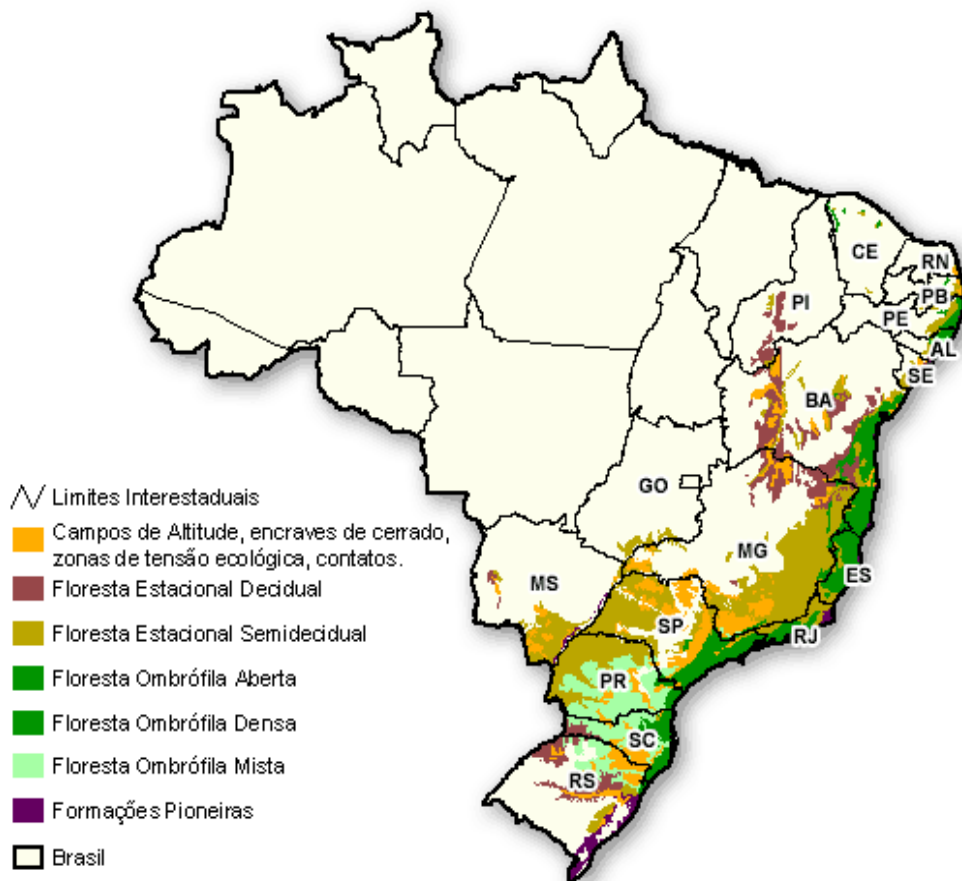 CE
RN
PB
PI
PE
AL
SE
BA
GO
MG
MS
ES
SP
RJ
PR
SC
RS
Limites Interestaduais
Campos de Altitude, encraves de cerrado,
zonas de tensão ecológica, contatos.
Floresta Estacional Decidual
Floresta Estacional Semidecidual
Floresta Ombrófila Aberta
Floresta Ombrófila Densa
Floresta Ombrófila Mista
Formações Pioneiras
Brasil